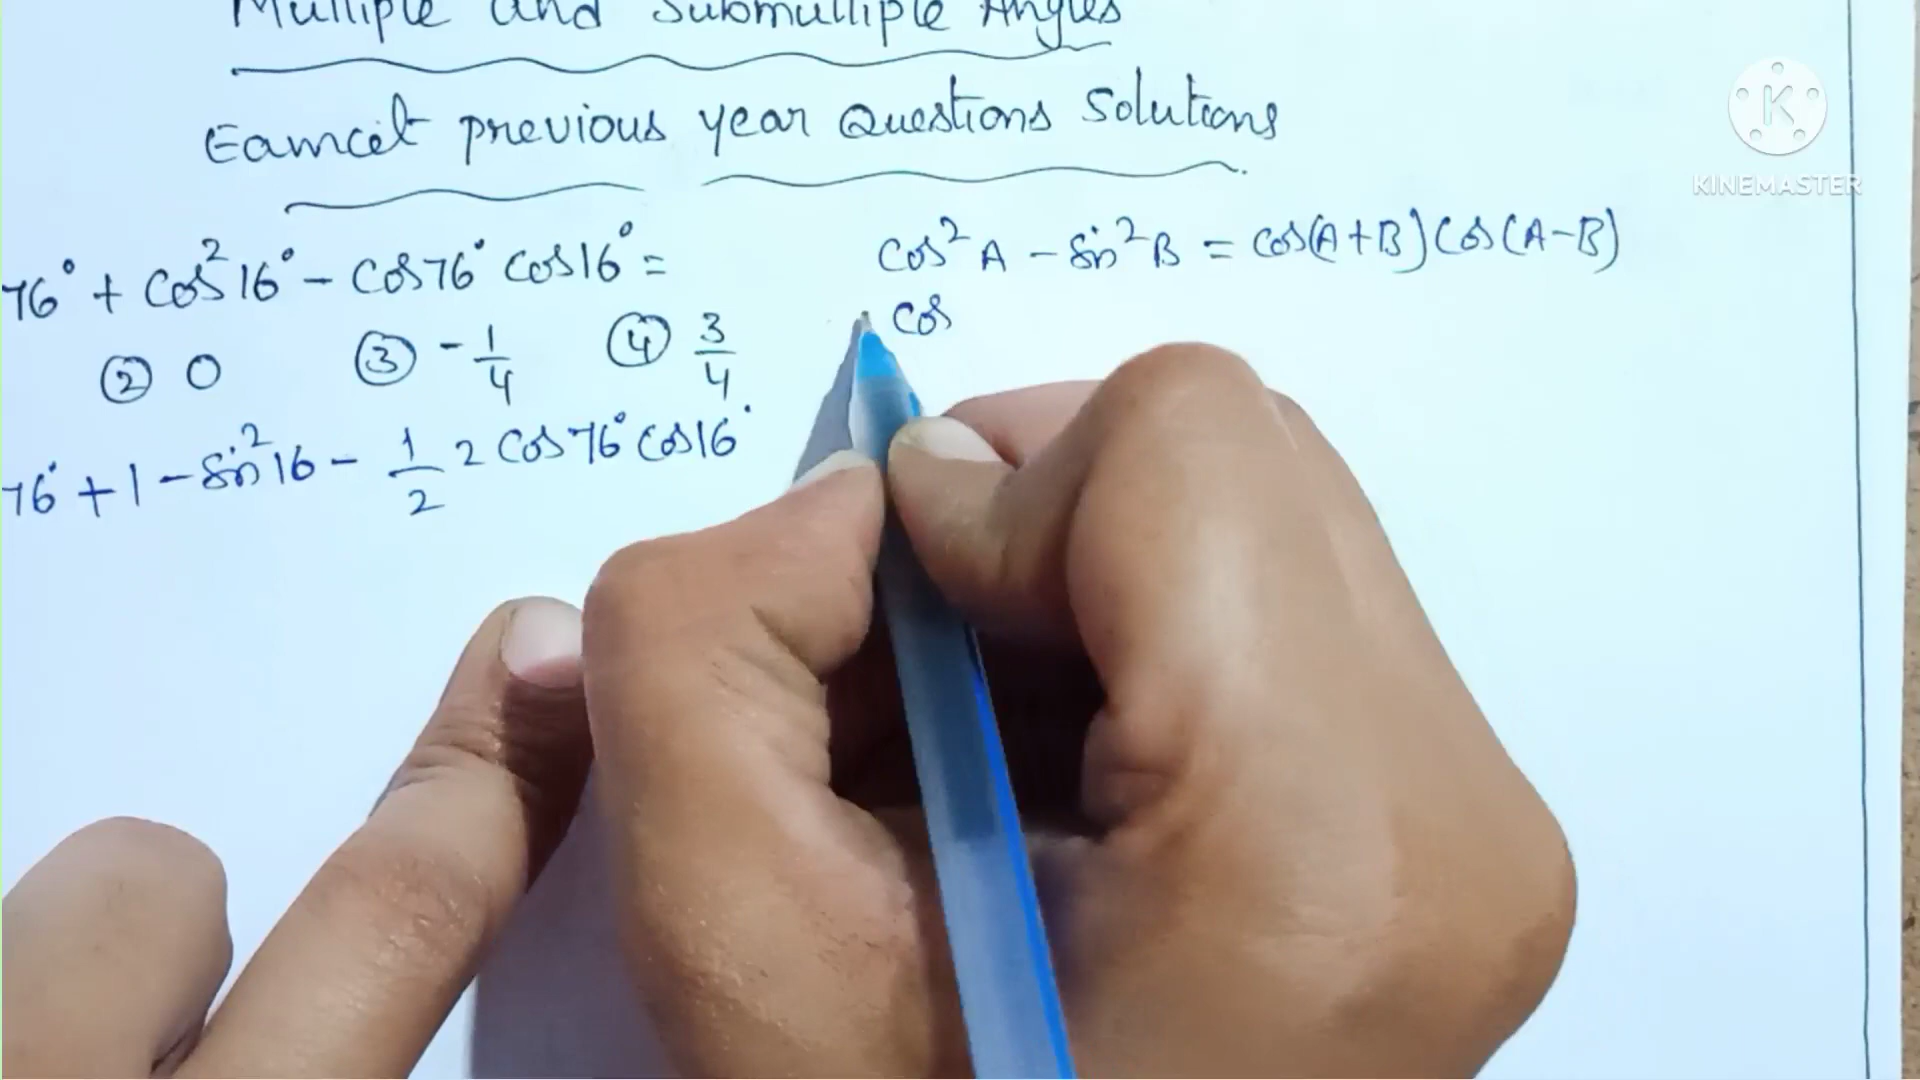 Multiple and Submultiple Angles
Eamcet previous year Questions Solutions
KINEMASTER
76° + cos²16° - cos76° cos16° =
② 0 ③ -1/4 ④ 3/4
76° + 1 - sin²16 - 1/2 2 cos76° cos16°
cos²A - sin²B = cos(A+B) cos(A-B)
cos